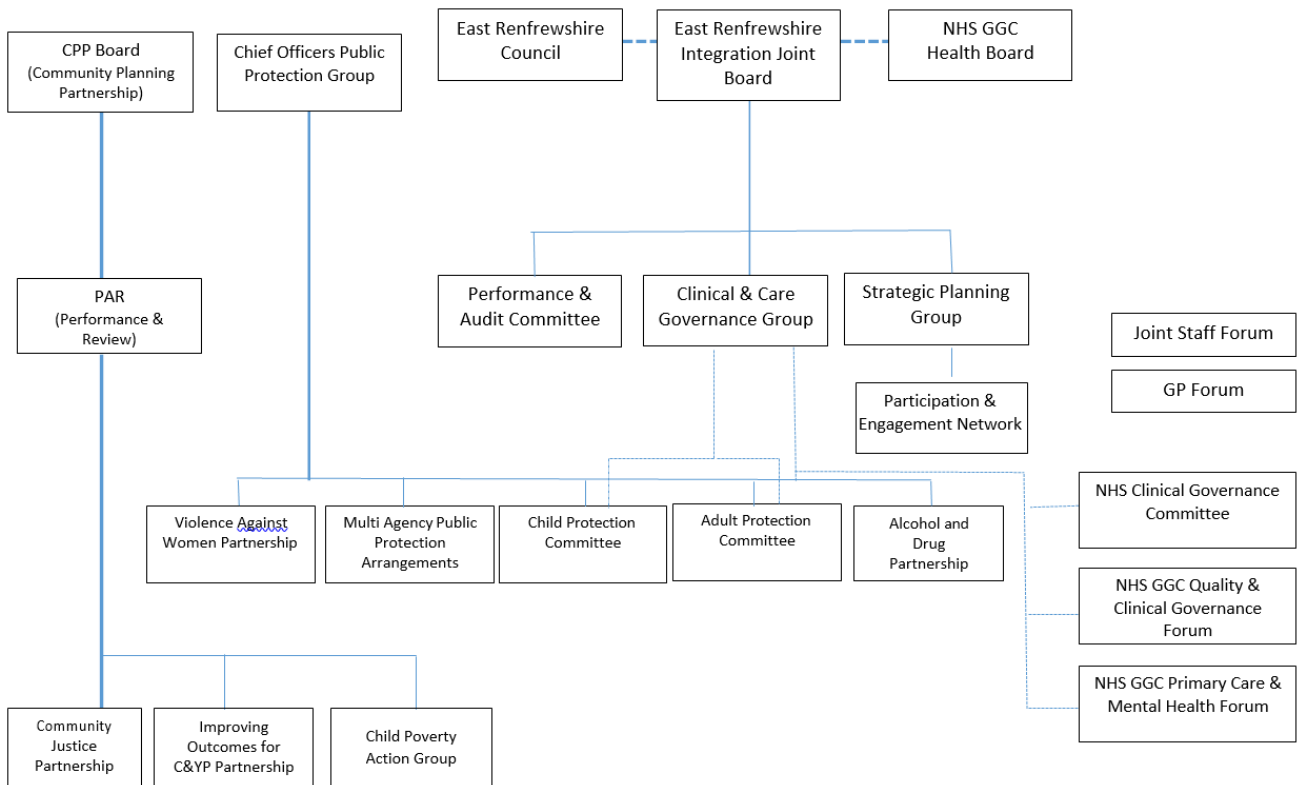 CPP Board
(Community Planning
Partnership)
Chief Officers Public
Protection Group
East Renfrewshire
Council
East Renfrewshire
Integration Joint
Board
NHS GGC
Health Board
PAR
(Performance &
Review)
Performance &
Audit Committee
Clinical & Care
Governance Group
Strategic Planning
Group
Joint Staff Forum
GP Forum
Participation &
Engagement Network
NHS Clinical Governance
Committee
Violence Against
Women Partnership
Multi Agency Public
Protection
Arrangements
Child Protection
Committee
Adult Protection
Committee
Alcohol and
Drug
Partnership
NHS GGC Quality &
Clinical Governance
Forum
NHS GGC Primary Care &
Mental Health Forum
Community
Justice
Partnership
Improving
Outcomes for
C&YP Partnership
Child Poverty
Action Group